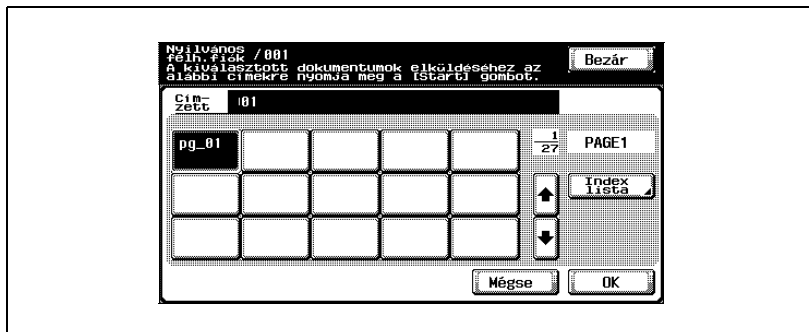 Nyilvános
félh.fiók /001
A kiválasztott dokumentumok elküldéséhez az
alábbi címekre nyomja meg a [Start] gombot.
Bezár
Cím-
zett
01
pg_01
1
27
PAGE1
Index
lista
Mégse
OK